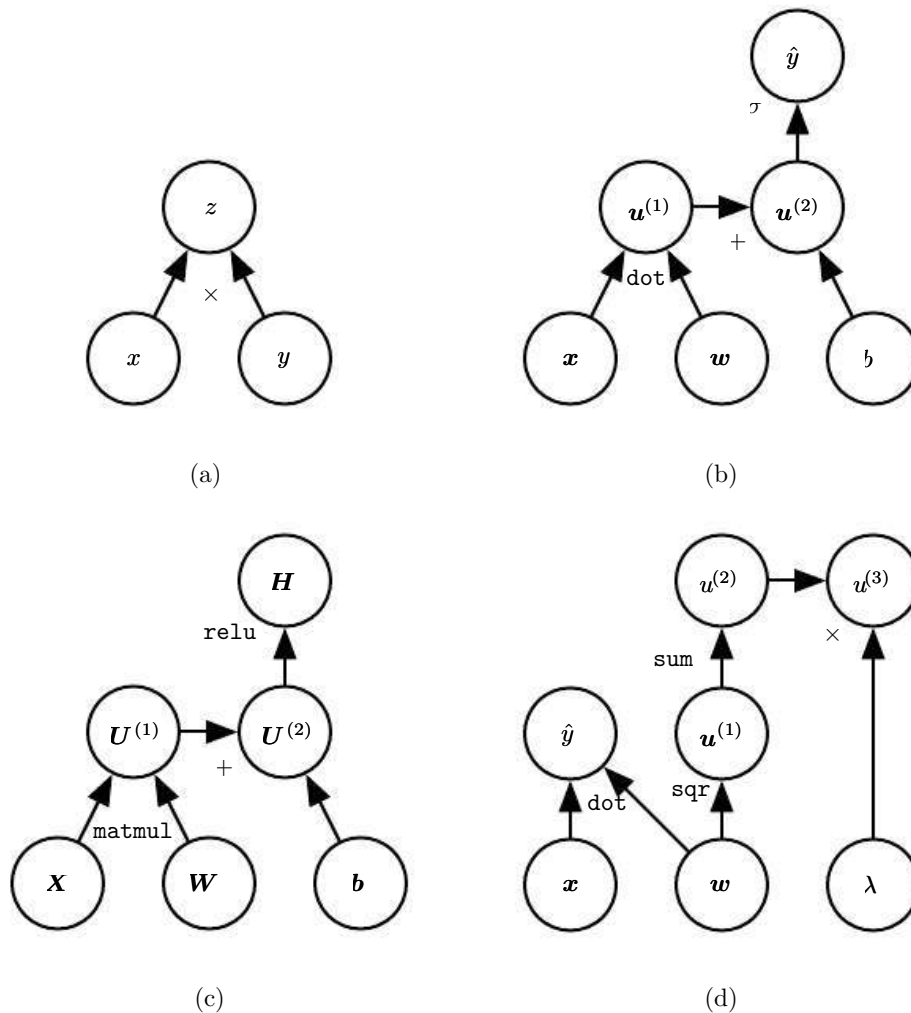 ŷ
σ
z
u⁽¹⁾
u⁽²⁾
+
×
dot
x
y
x
w
b
(a)
(b)
H
u⁽²⁾
u⁽³⁾
relu
×
sum
U⁽¹⁾
U⁽²⁾
ŷ
u⁽¹⁾
+
matmul
dot
sqr
X
W
b
x
w
λ
(c)
(d)